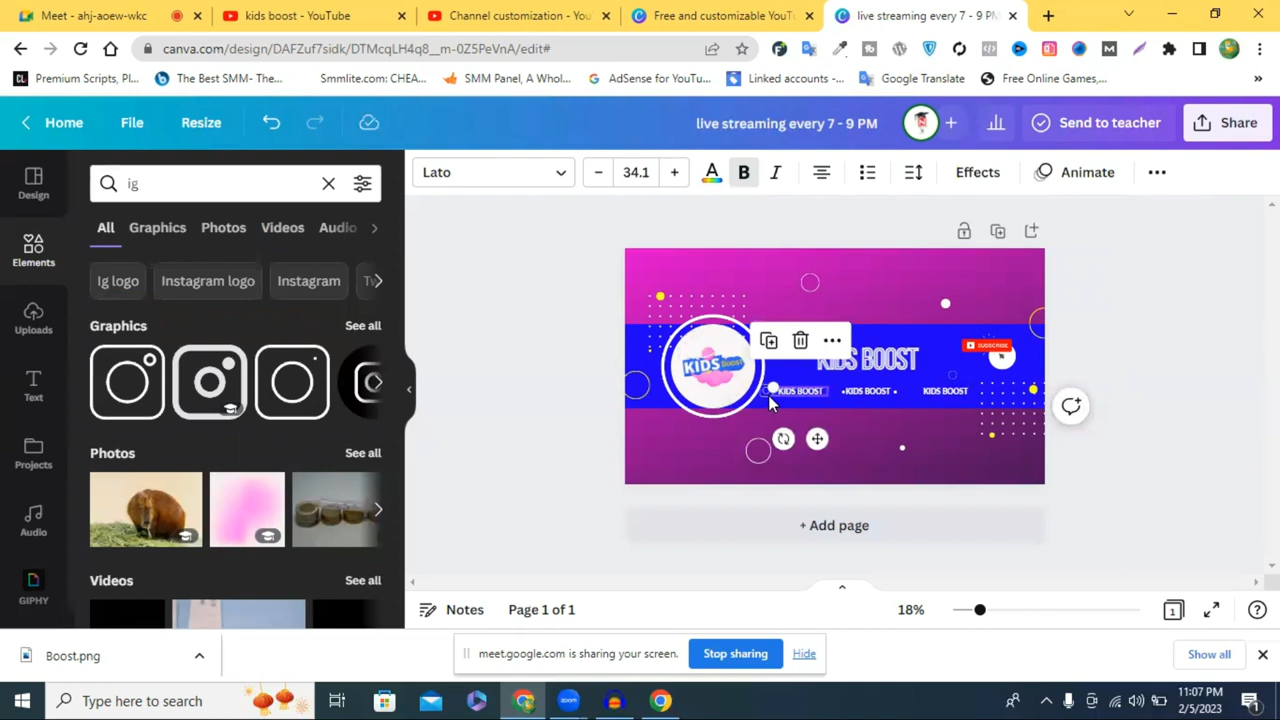 Meet - ahj-aoew-wkc
kids boost - YouTube
Channel customization - You
Free and customizable YouT
live streaming every 7 - 9 PM
canva.com/design/DAFZuf7sidk/DTMcqLH4q8__m-0Z5PeVnA/edit#
Premium Scripts, Pl...
The Best SMM- The...
Smmlite.com: CHEA...
SMM Panel, A Whol...
AdSense for YouTu...
Linked accounts -...
Google Translate
Free Online Games,...
Home
File
Resize
live streaming every 7 - 9 PM
Send to teacher
Share
Design
Elements
Uploads
Text
Projects
Audio
GIPHY
ig
All
Graphics
Photos
Videos
Audio
Ig logo
Instagram logo
Instagram
Tw
Graphics
See all
Photos
See all
Videos
See all
Lato
34.1
B
I
Effects
Animate
KIDS BOOST
KIDS BOOST
SUBSCRIBE
KIDS BOOST
•KIDS BOOST •
KIDS BOOST
+ Add page
Notes
Page 1 of 1
18%
1
Boost.png
meet.google.com is sharing your screen.
Stop sharing
Hide
Show all
Type here to search
zoom
11:07 PM
2/5/2023
1